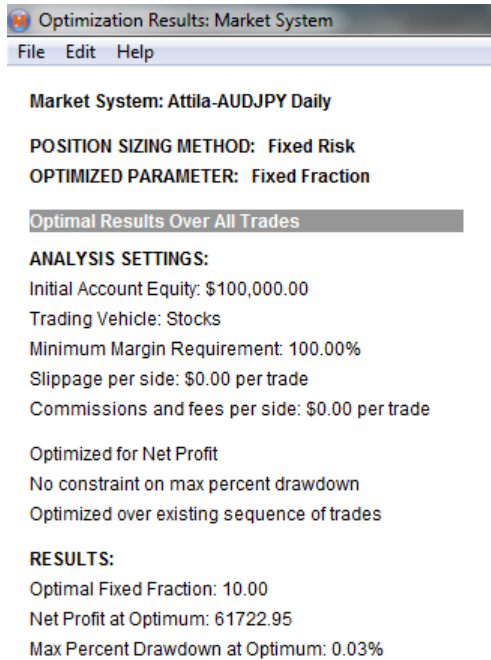 Optimization Results: Market System
File Edit Help
Market System: Attila-AUDJPY Daily
POSITION SIZING METHOD: Fixed Risk
OPTIMIZED PARAMETER: Fixed Fraction
Optimal Results Over All Trades
ANALYSIS SETTINGS:
Initial Account Equity: $100,000.00
Trading Vehicle: Stocks
Minimum Margin Requirement: 100.00%
Slippage per side: $0.00 per trade
Commissions and fees per side: $0.00 per trade
Optimized for Net Profit
No constraint on max percent drawdown
Optimized over existing sequence of trades
RESULTS:
Optimal Fixed Fraction: 10.00
Net Profit at Optimum: 61722.95
Max Percent Drawdown at Optimum: 0.03%